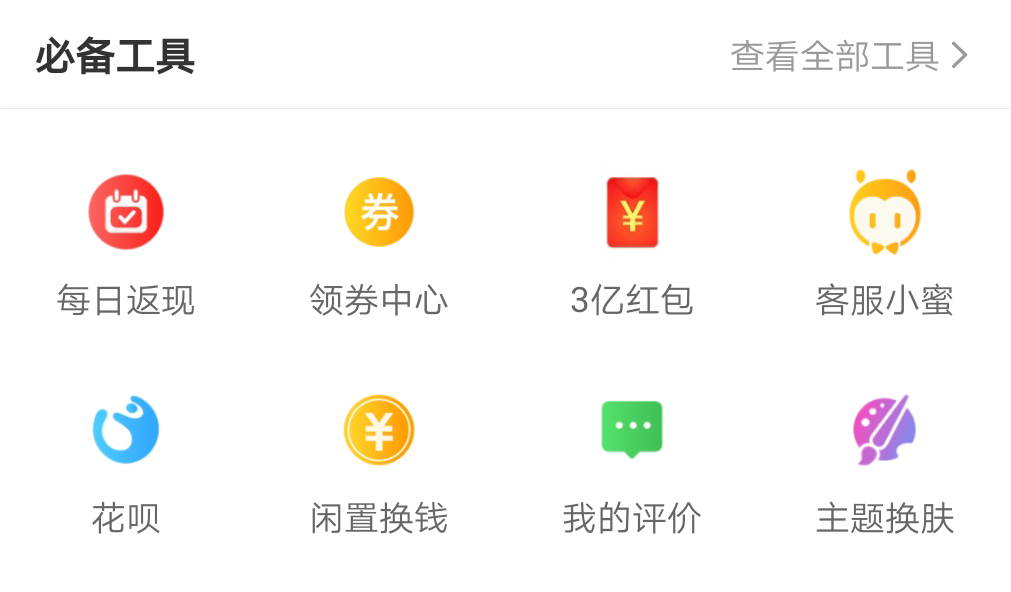 必备工具
查看全部工具
券
¥
每日返现
领券中心
3亿红包
客服小蜜
¥
花呗
闲置换钱
我的评价
主题换肤